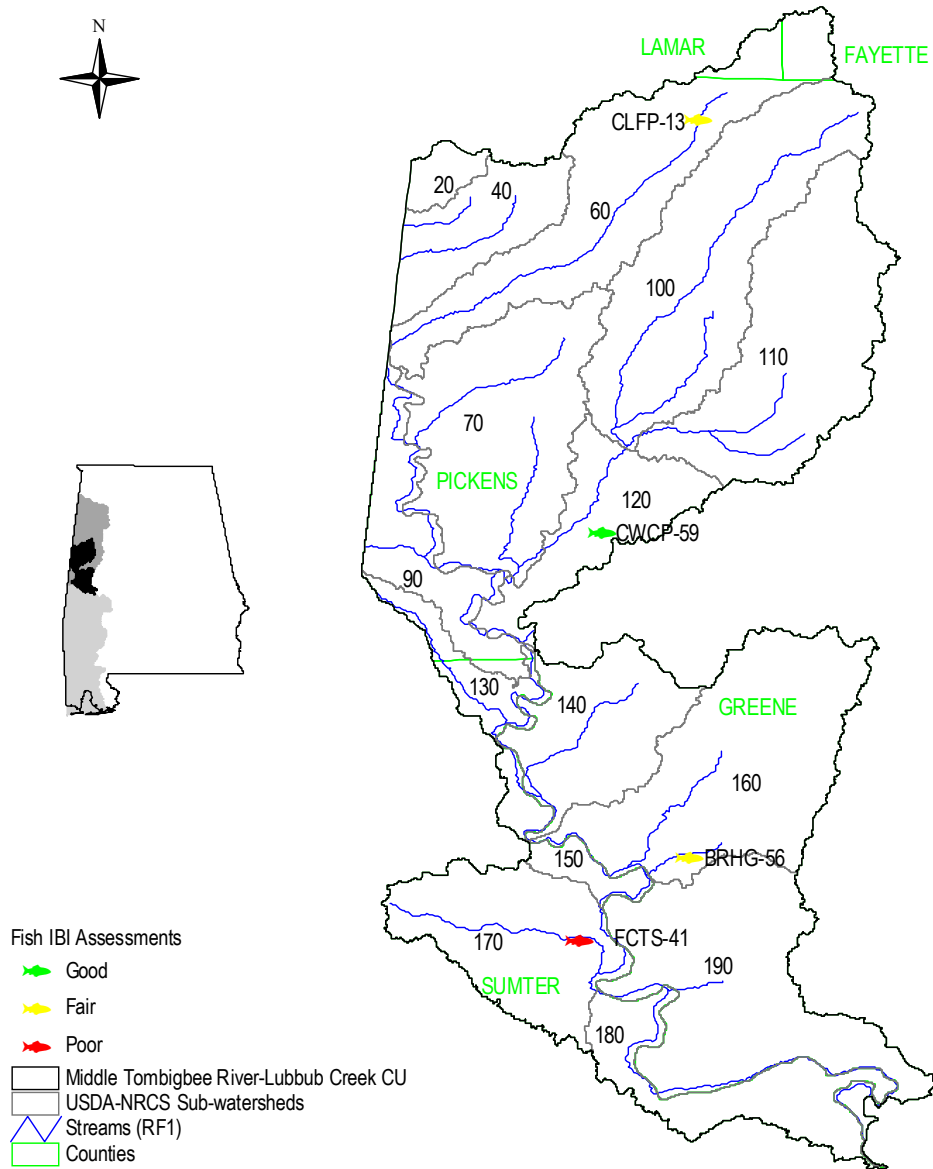 N
LAMAR
FAYETTE
CLFP-13
20
40
60
100
110
70
PICKENS
120
CWCP-59
90
130
140
GREENE
160
150
BRHG-56
170
FCTS-41
190
SUMTER
180
Fish IBI Assessments
Good
Fair
Poor
Middle Tombigbee River-Lubbub Creek CU
USDA-NRCS Sub-watersheds
Streams (RF1)
Counties